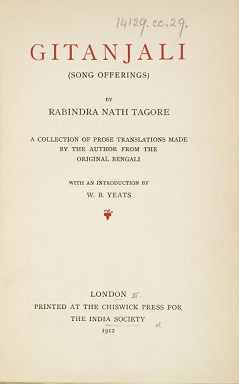 14129.cc.29.
GITANJALI
(SONG OFFERINGS)
BY
RABINDRA NATH TAGORE
A COLLECTION OF PROSE TRANSLATIONS MADE
BY THE AUTHOR FROM THE
ORIGINAL BENGALI
WITH AN INTRODUCTION BY
W. B. YEATS
LONDON
PRINTED AT THE CHISWICK PRESS FOR
THE INDIA SOCIETY
1912